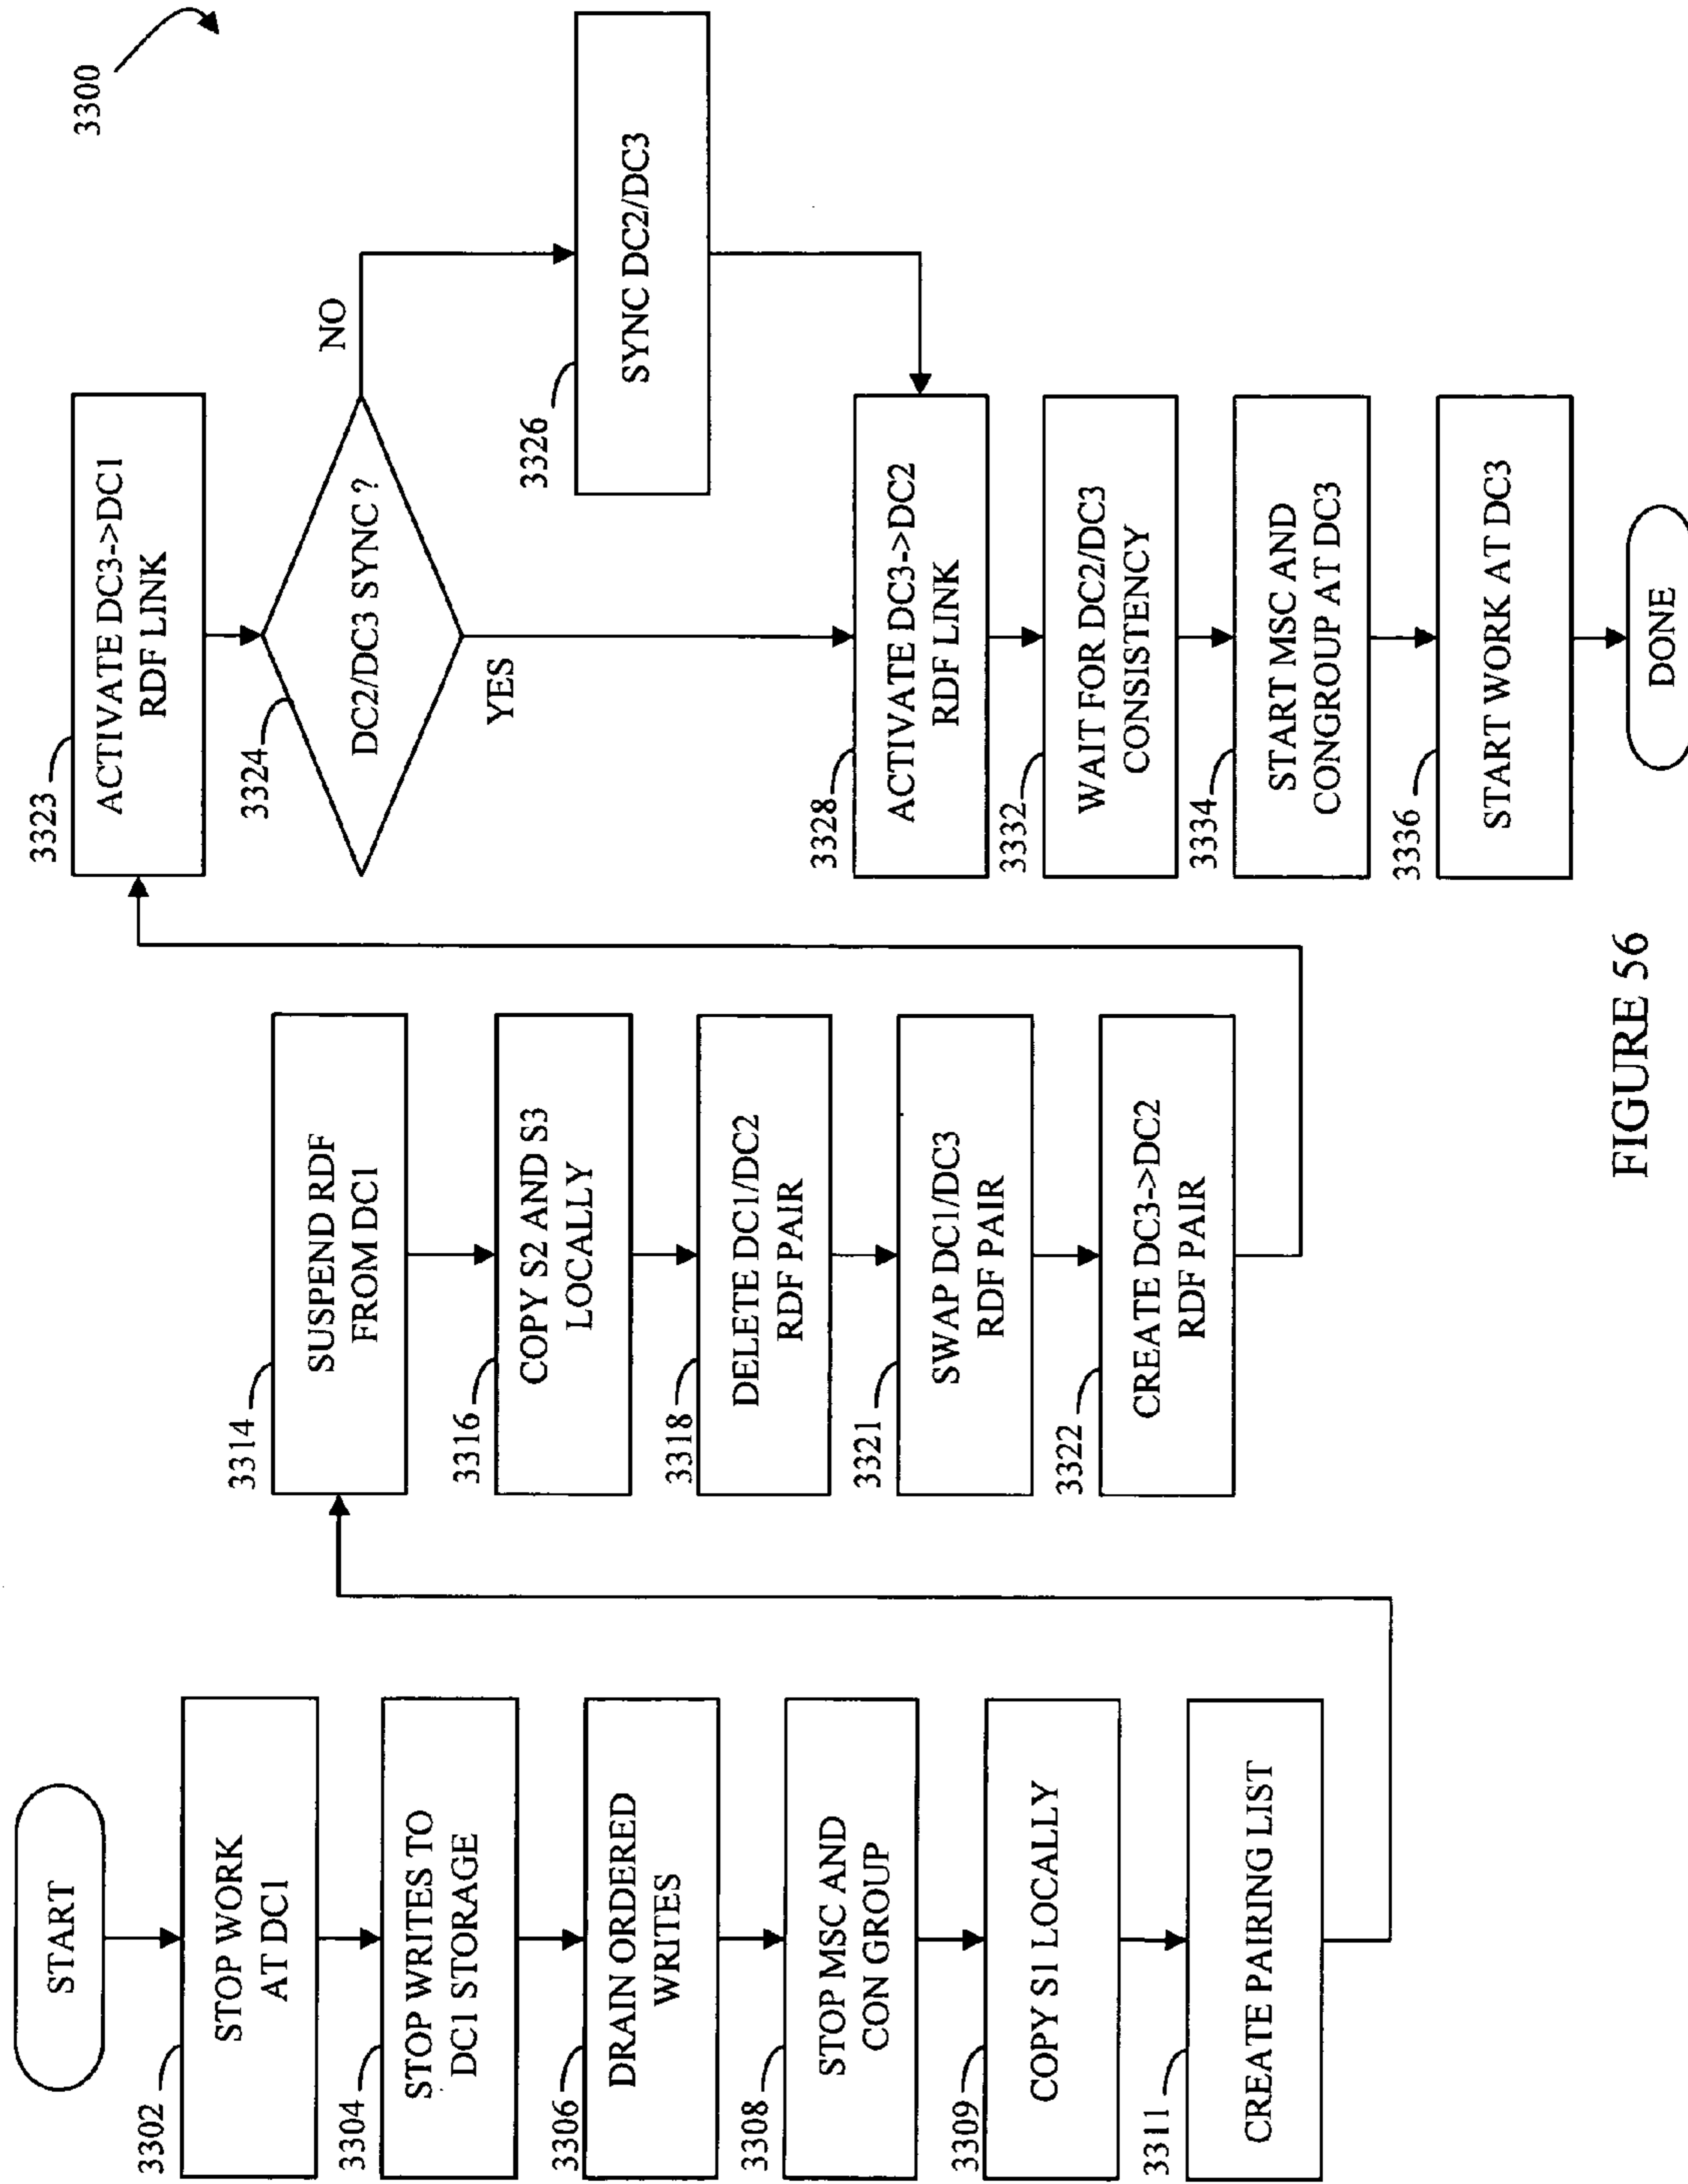 3300
START
3302
STOP WORK
AT DC1
3304
STOP WRITES TO
DC1 STORAGE
3306
DRAIN ORDERED
WRITES
3308
STOP MSC AND
CON GROUP
3309
COPY S1 LOCALLY
3311
CREATE PAIRING LIST
3314
SUSPEND RDF
FROM DC1
3316
COPY S2 AND S3
LOCALLY
3318
DELETE DC1/DC2
RDF PAIR
3321
SWAP DC1/DC3
RDF PAIR
3322
CREATE DC3->DC2
RDF PAIR
3323
ACTIVATE DC3->DC1
RDF LINK
3324
DC2/DC3 SYNC ?
NO
YES
3326
SYNC DC2/DC3
3328
ACTIVATE DC3->DC2
RDF LINK
3332
WAIT FOR DC2/DC3
CONSISTENCY
3334
START MSC AND
CONGROUP AT DC3
3336
START WORK AT DC3
DONE
FIGURE 56